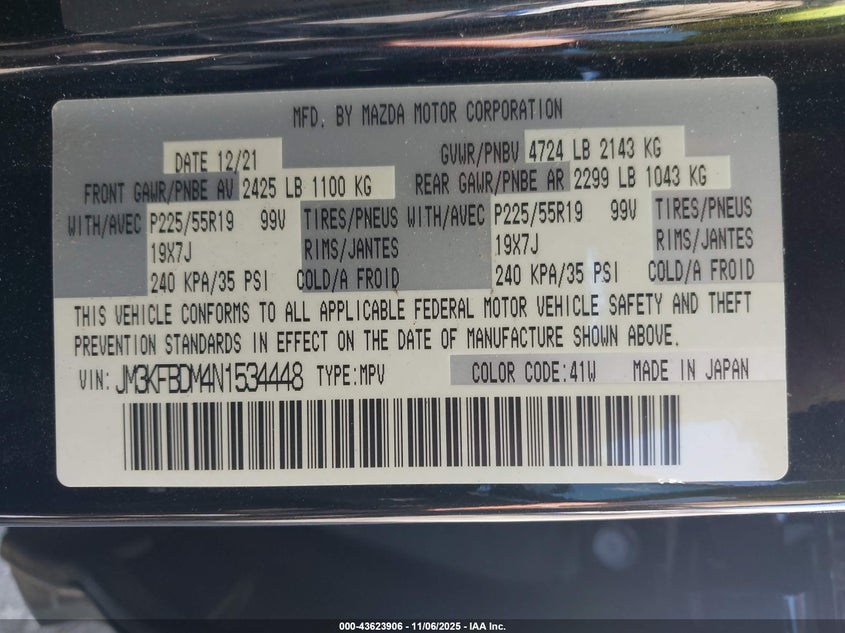 MFD. BY MAZDA MOTOR CORPORATION
DATE 12/21 GVWR/PNBV 4724 LB 2143 KG
FRONT GAWR/PNBE AV 2425 LB 1100 KG REAR GAWR/PNBE AR 2299 LB 1043 KG
WITH/AVEC P225/55R19 99V TIRES/PNEUS WITH/AVEC P225/55R19 99V TIRES/PNEUS
19X7J RIMS/JANTES 19X7J RIMS/JANTES
240 KPA/35 PSI COLD/A FROID 240 KPA/35 PSI COLD/A FROID
THIS VEHICLE CONFORMS TO ALL APPLICABLE FEDERAL MOTOR VEHICLE SAFETY AND THEFT
PREVENTION STANDARDS IN EFFECT ON THE DATE OF MANUFACTURE SHOWN ABOVE.
VIN: JM3KFBDM4N1534448 TYPE:MPV COLOR CODE:41W MADE IN JAPAN
000-43623906 - 11/06/2025 - IAA Inc.